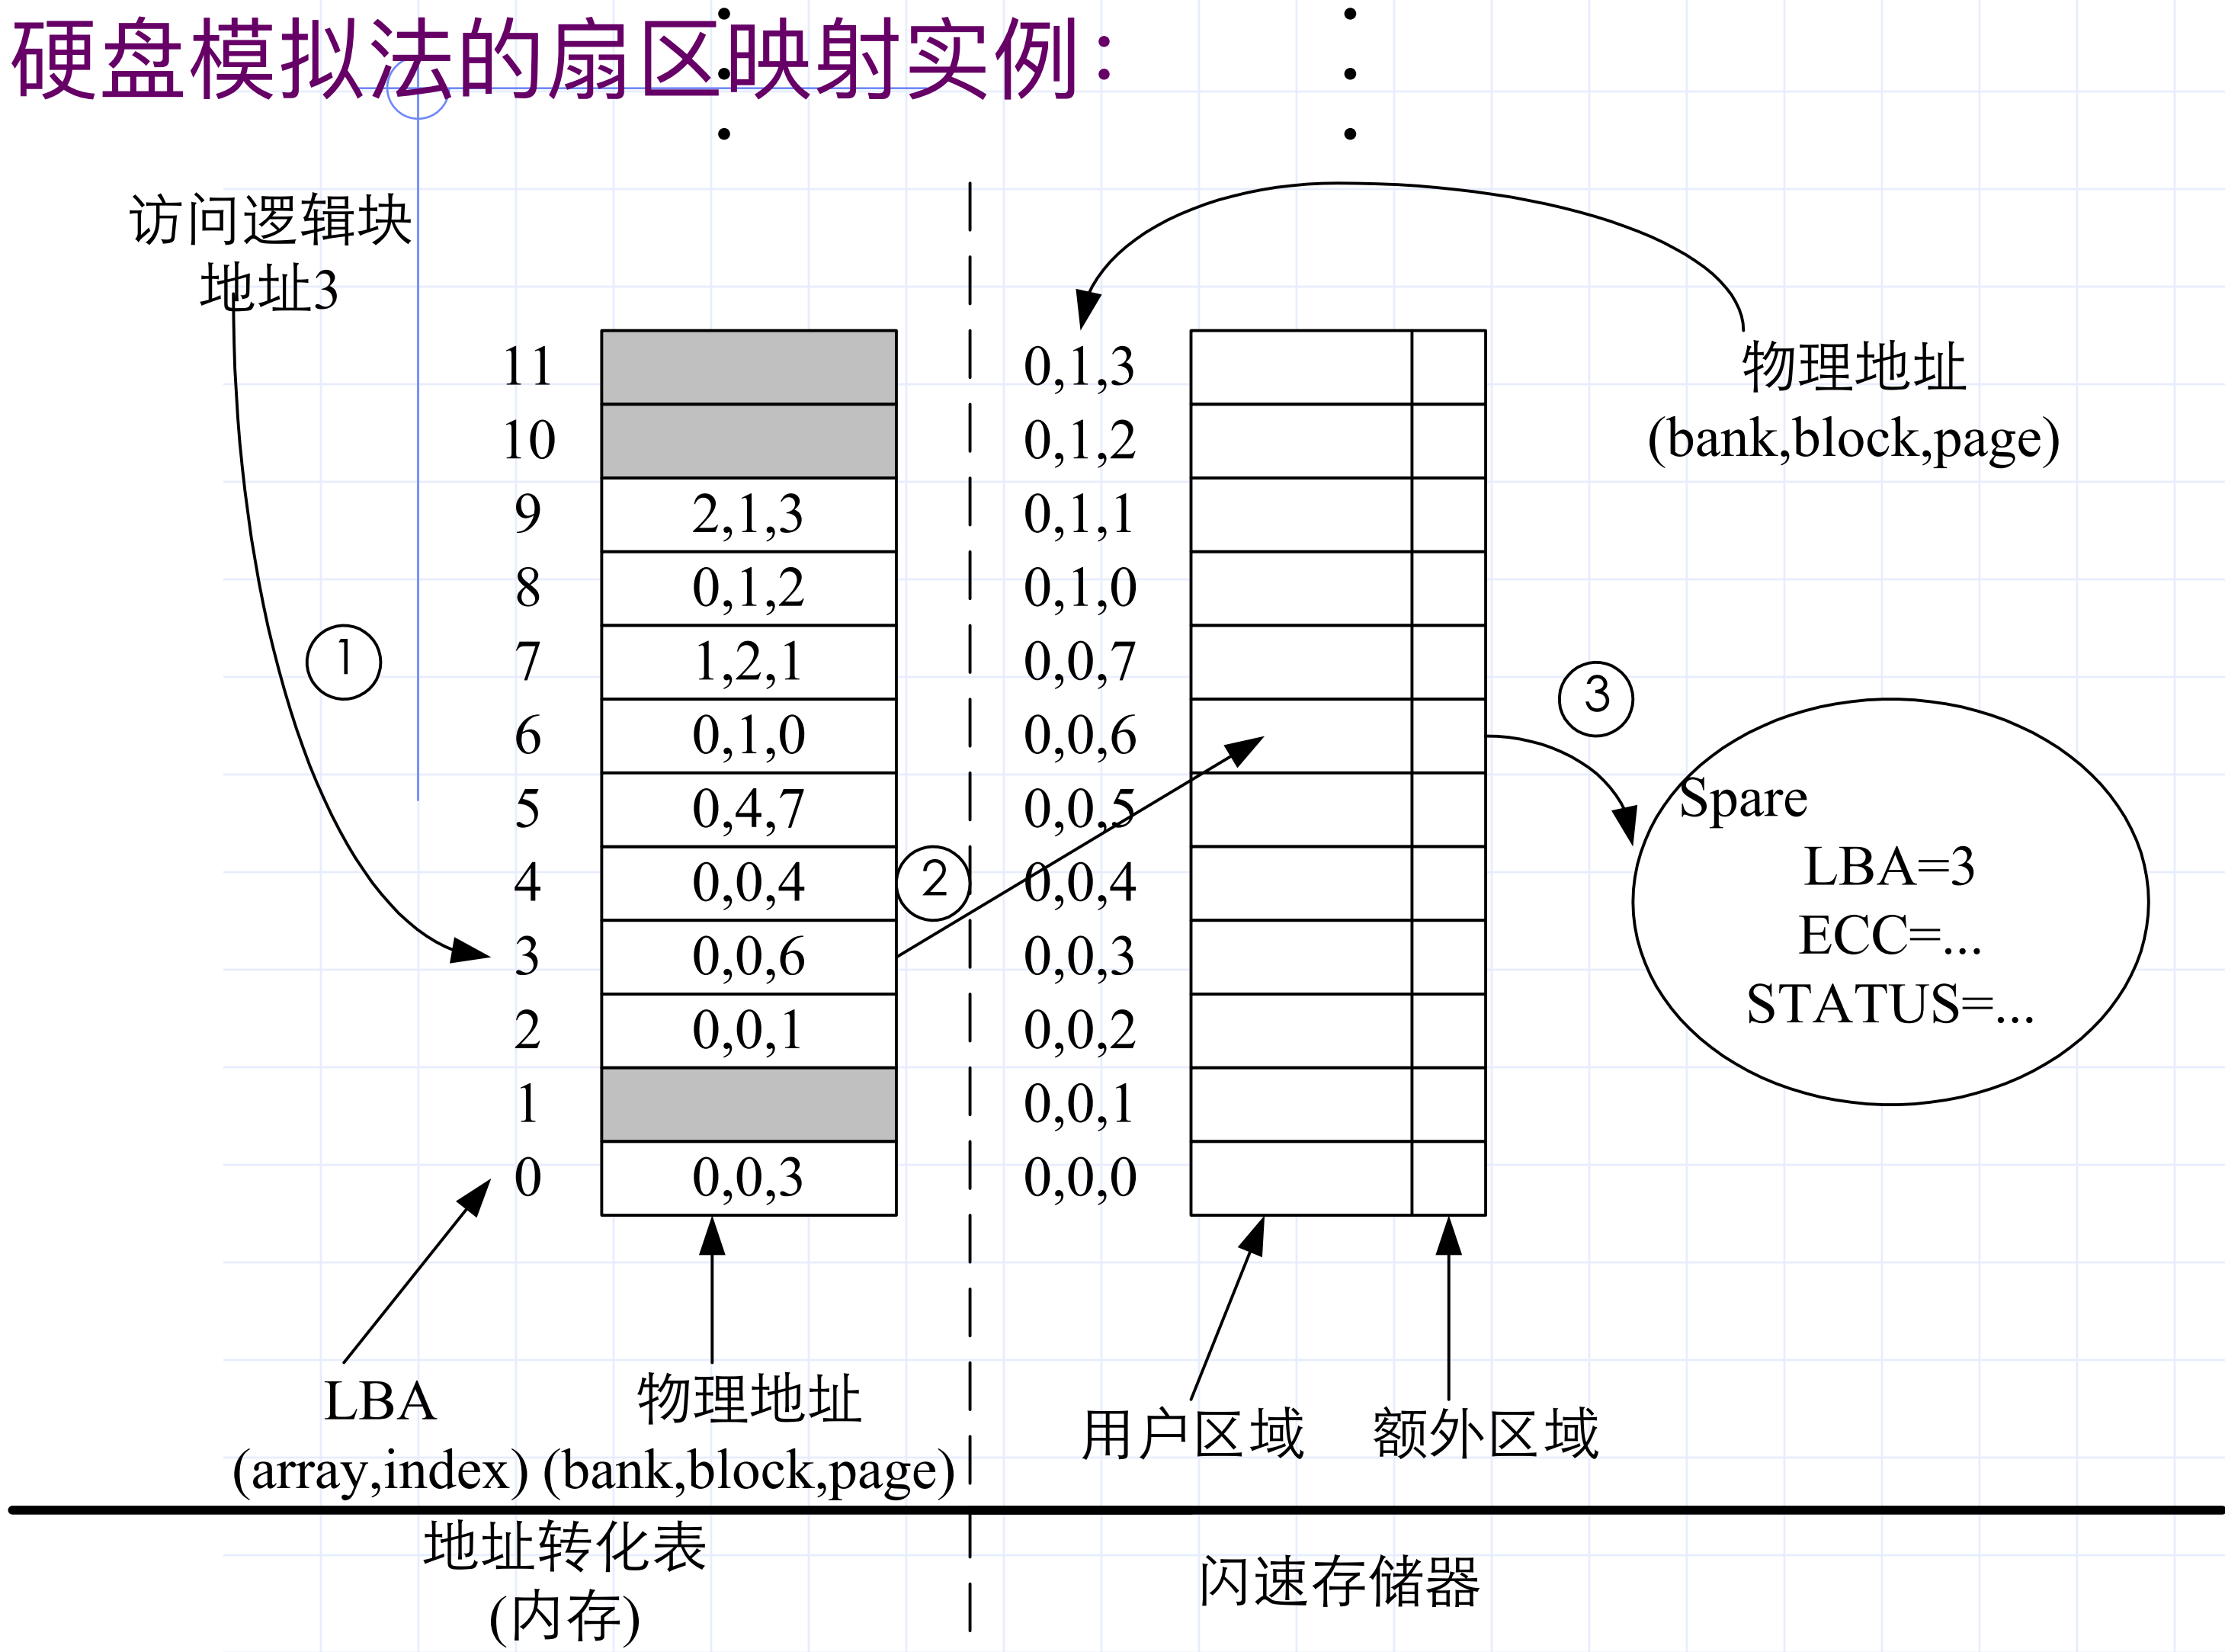 硬盘模拟法的扇区映射实例：
访问逻辑块
地址3
物理地址
(bank,block,page)
11
10
9 2,1,3
8 0,1,2
7 1,2,1
6 0,1,0
5 0,4,7
4 0,0,4
3 0,0,6
2 0,0,1
1
0 0,0,3
0,1,3
0,1,2
0,1,1
0,1,0
0,0,7
0,0,6
0,0,5
0,0,4
0,0,3
0,0,2
0,0,1
0,0,0
1
2
3
Spare
LBA=3
ECC=...
STATUS=...
LBA
(array,index)
物理地址
(bank,block,page)
用户区域
额外区域
地址转化表
(内存)
闪速存储器